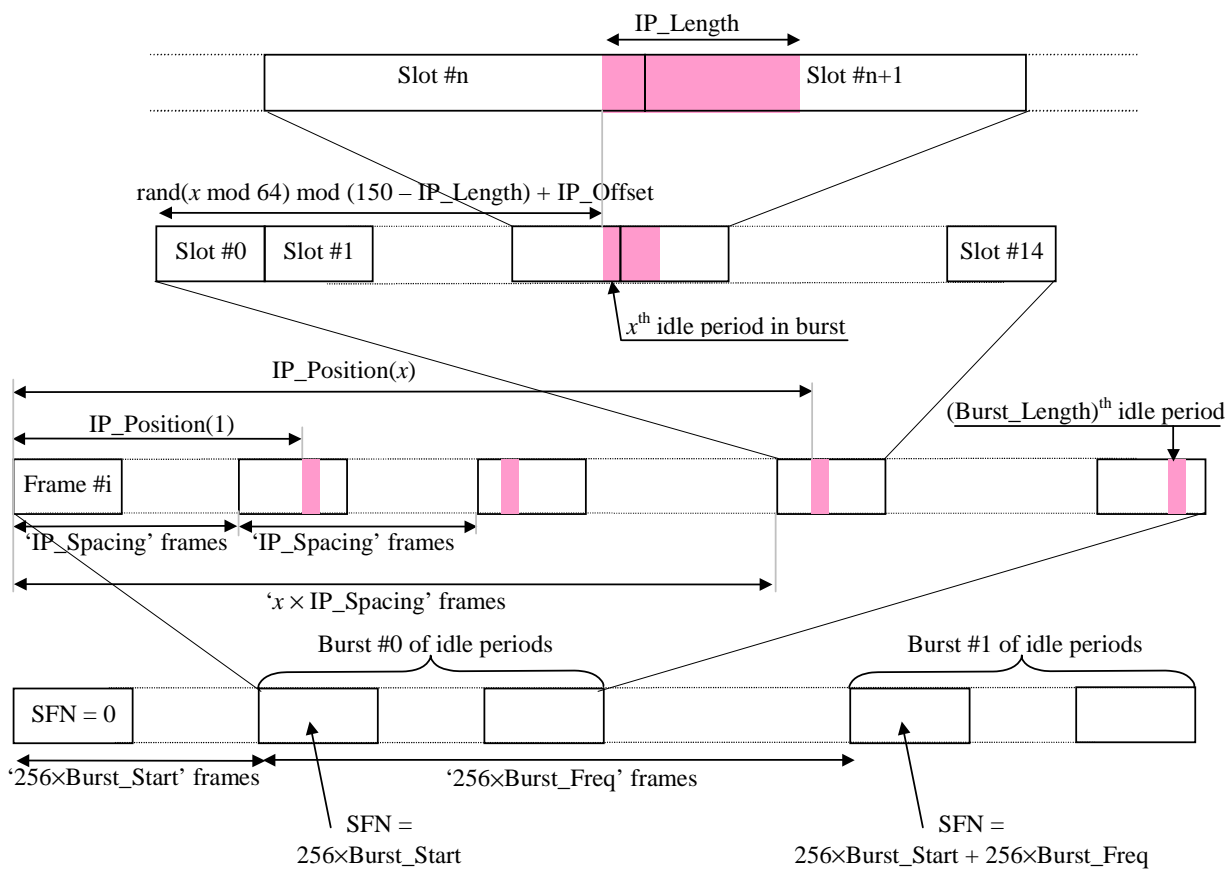 IP_Length
Slot #n
Slot #n+1
rand(x mod 64) mod (150 – IP_Length) + IP_Offset
Slot #0
Slot #1
Slot #14
xth idle period in burst
IP_Position(x)
IP_Position(1)
(Burst_Length)th idle period
Frame #i
‘IP_Spacing’ frames
‘IP_Spacing’ frames
‘x × IP_Spacing’ frames
Burst #0 of idle periods
Burst #1 of idle periods
SFN = 0
‘256×Burst_Start’ frames
‘256×Burst_Freq’ frames
SFN =
256×Burst_Start
SFN =
256×Burst_Start + 256×Burst_Freq